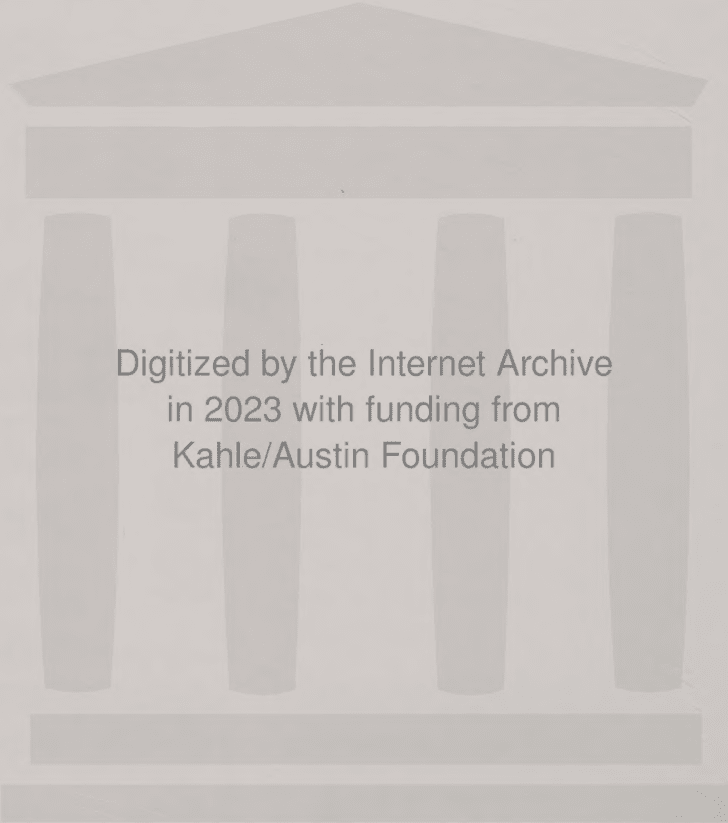 Digitized by the Internet Archive
in 2023 with funding from
Kahle/Austin Foundation